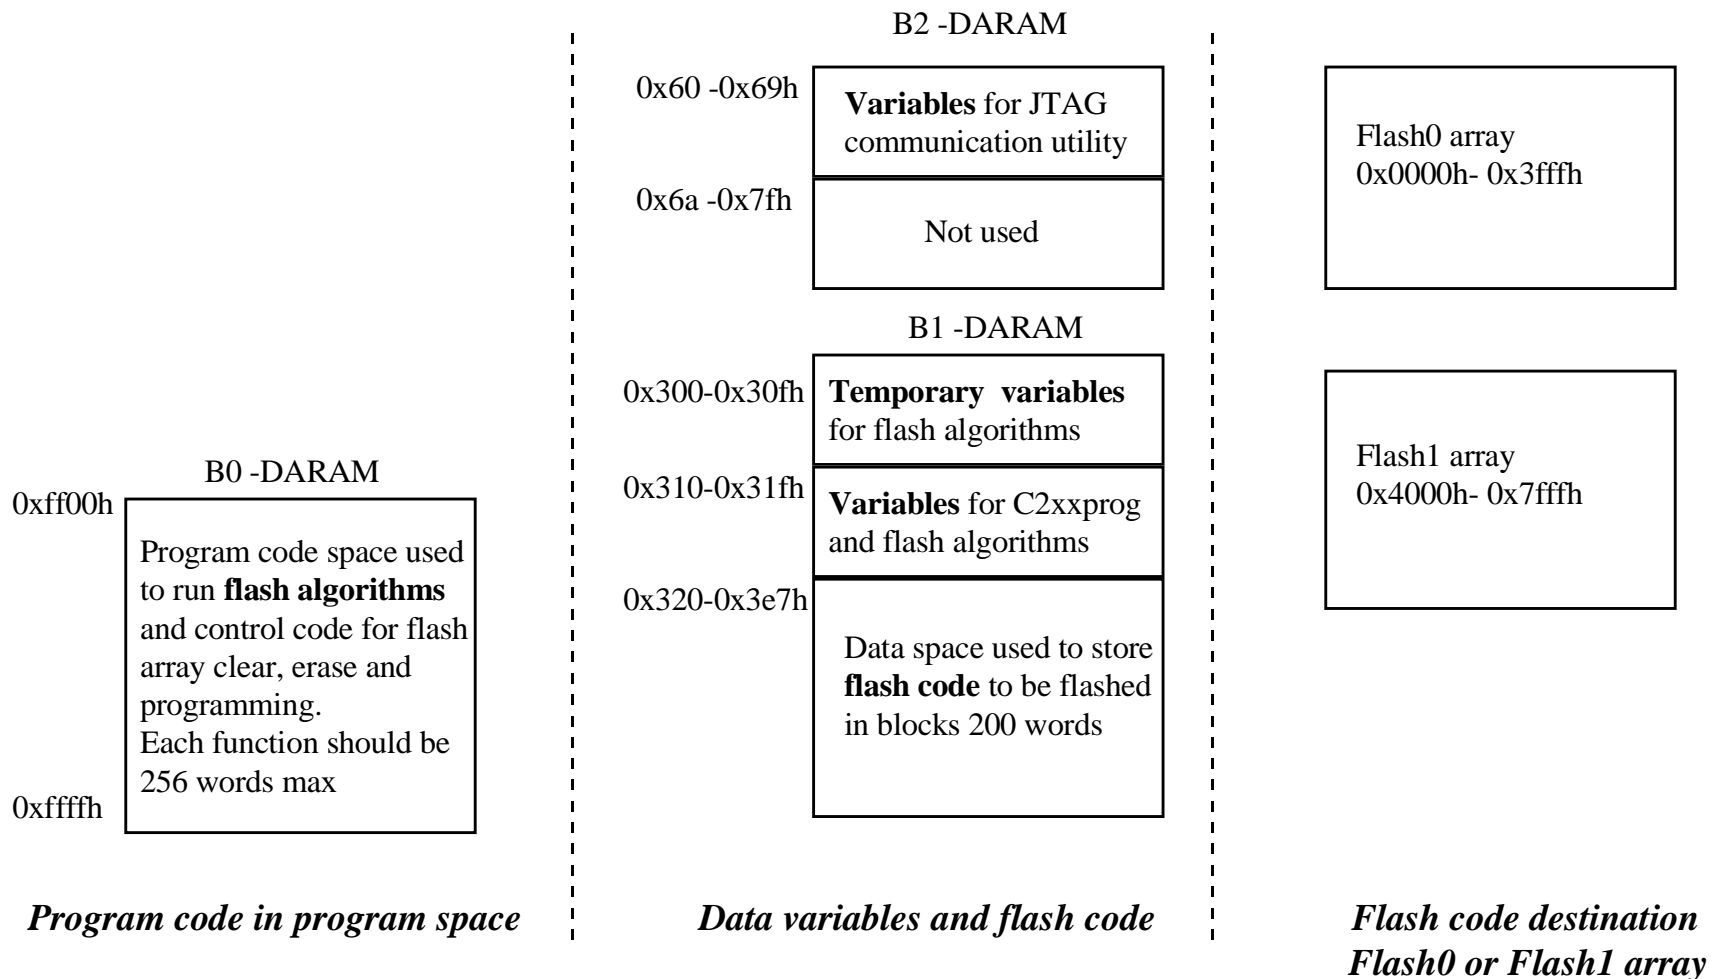 B2 -DARAM
0x60 -0x69h
Variables for JTAG
communication utility
0x6a -0x7fh
Not used
B1 -DARAM
0x300-0x30fh
Temporary variables
for flash algorithms
0x310-0x31fh
Variables for C2xxprog
and flash algorithms
0x320-0x3e7h
Data space used to store
flash code to be flashed
in blocks 200 words
Flash0 array
0x0000h- 0x3fffh
Flash1 array
0x4000h- 0x7fffh
B0 -DARAM
0xff00h
Program code space used
to run flash algorithms
and control code for flash
array clear, erase and
programming.
Each function should be
256 words max
0xffffh
Program code in program space
Data variables and flash code
Flash code destination
Flash0 or Flash1 array